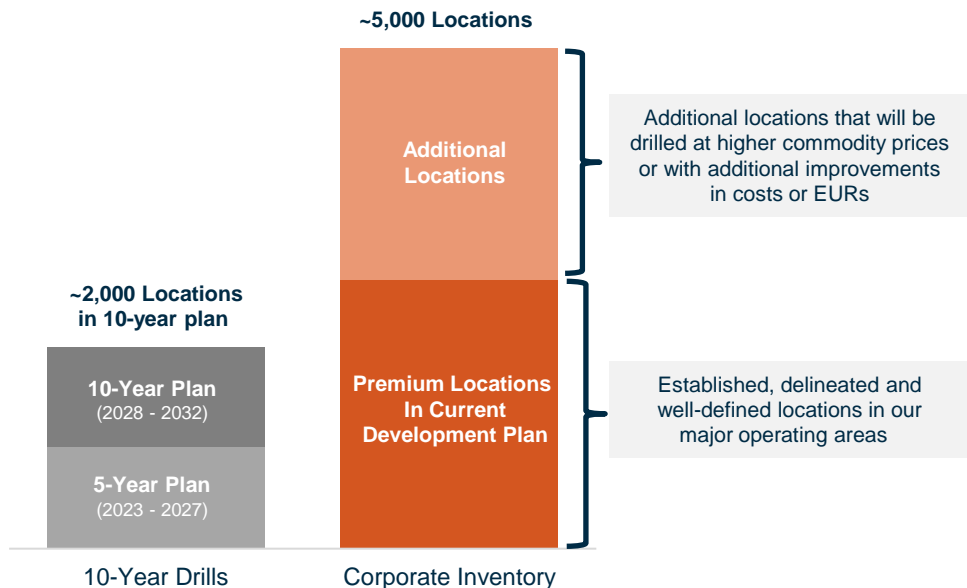 ~5,000 Locations
Additional
Locations
Additional locations that will be
drilled at higher commodity prices
or with additional improvements
in costs or EURs
~2,000 Locations
in 10-year plan
10-Year Plan
(2028 - 2032)
5-Year Plan
(2023 - 2027)
Premium Locations
In Current
Development Plan
Established, delineated and
well-defined locations in our
major operating areas
10-Year Drills
Corporate Inventory